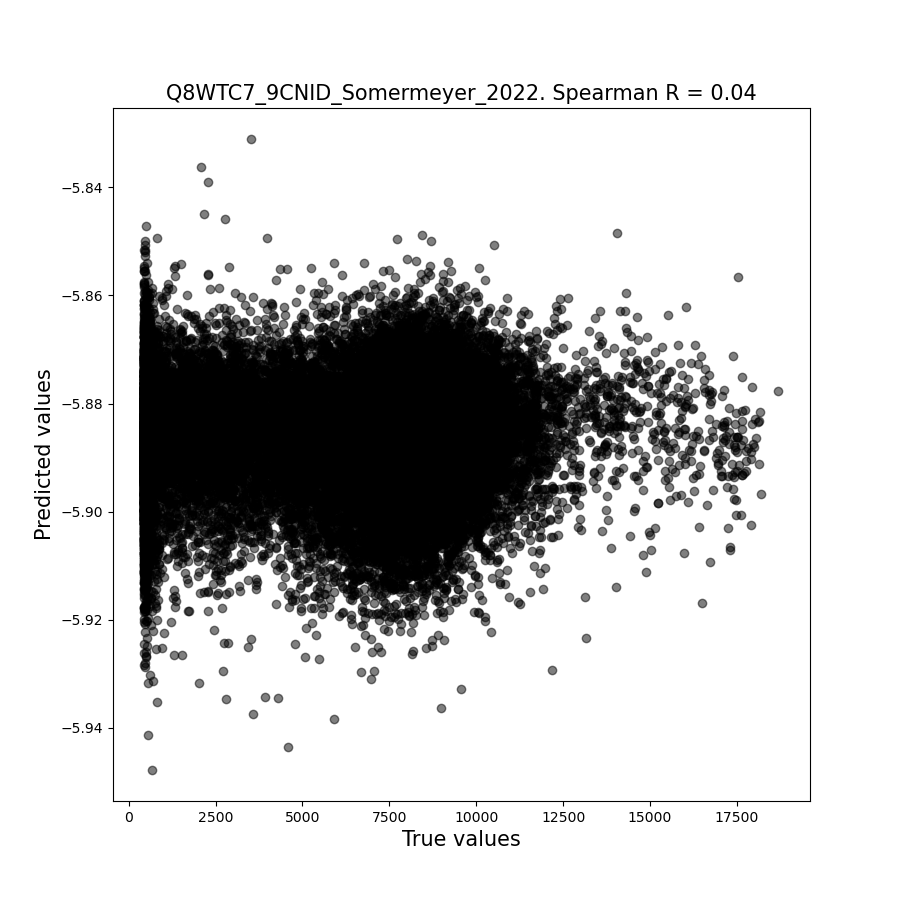 Q8WTC7_9CNID_Somermeyer_2022. Spearman R = 0.04
Predicted values
−5.84
−5.86
−5.88
−5.90
−5.92
−5.94
0 2500 5000 7500 10000 12500 15000 17500
True values